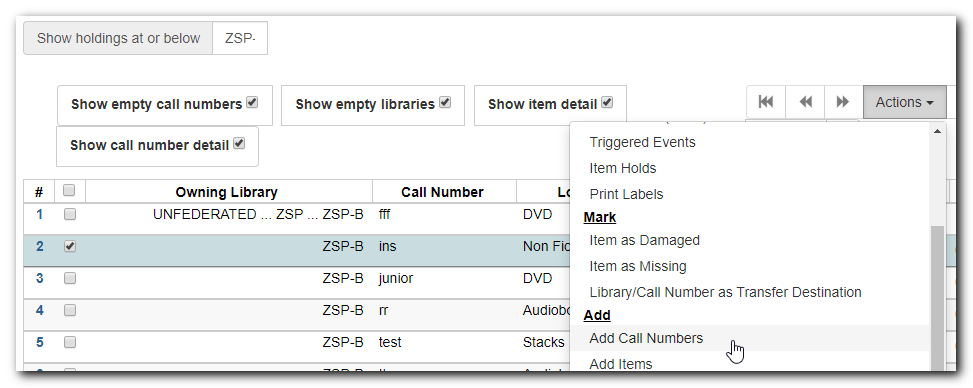 Show holdings at or below ZSP-
Show empty call numbers Show empty libraries Show item detail Actions
Show call number detail
Triggered Events
Item Holds
Print Labels
Mark
Item as Damaged
Item as Missing
Library/Call Number as Transfer Destination
Add
Add Call Numbers
Add Items
# Owning Library Call Number Lo
1 UNFEDERATED ... ZSP ... ZSP-B fff DVD
2 ZSP-B ins Non Fic
3 ZSP-B junior DVD
4 ZSP-B rr Audiobo
5 ZSP-B test Stacks